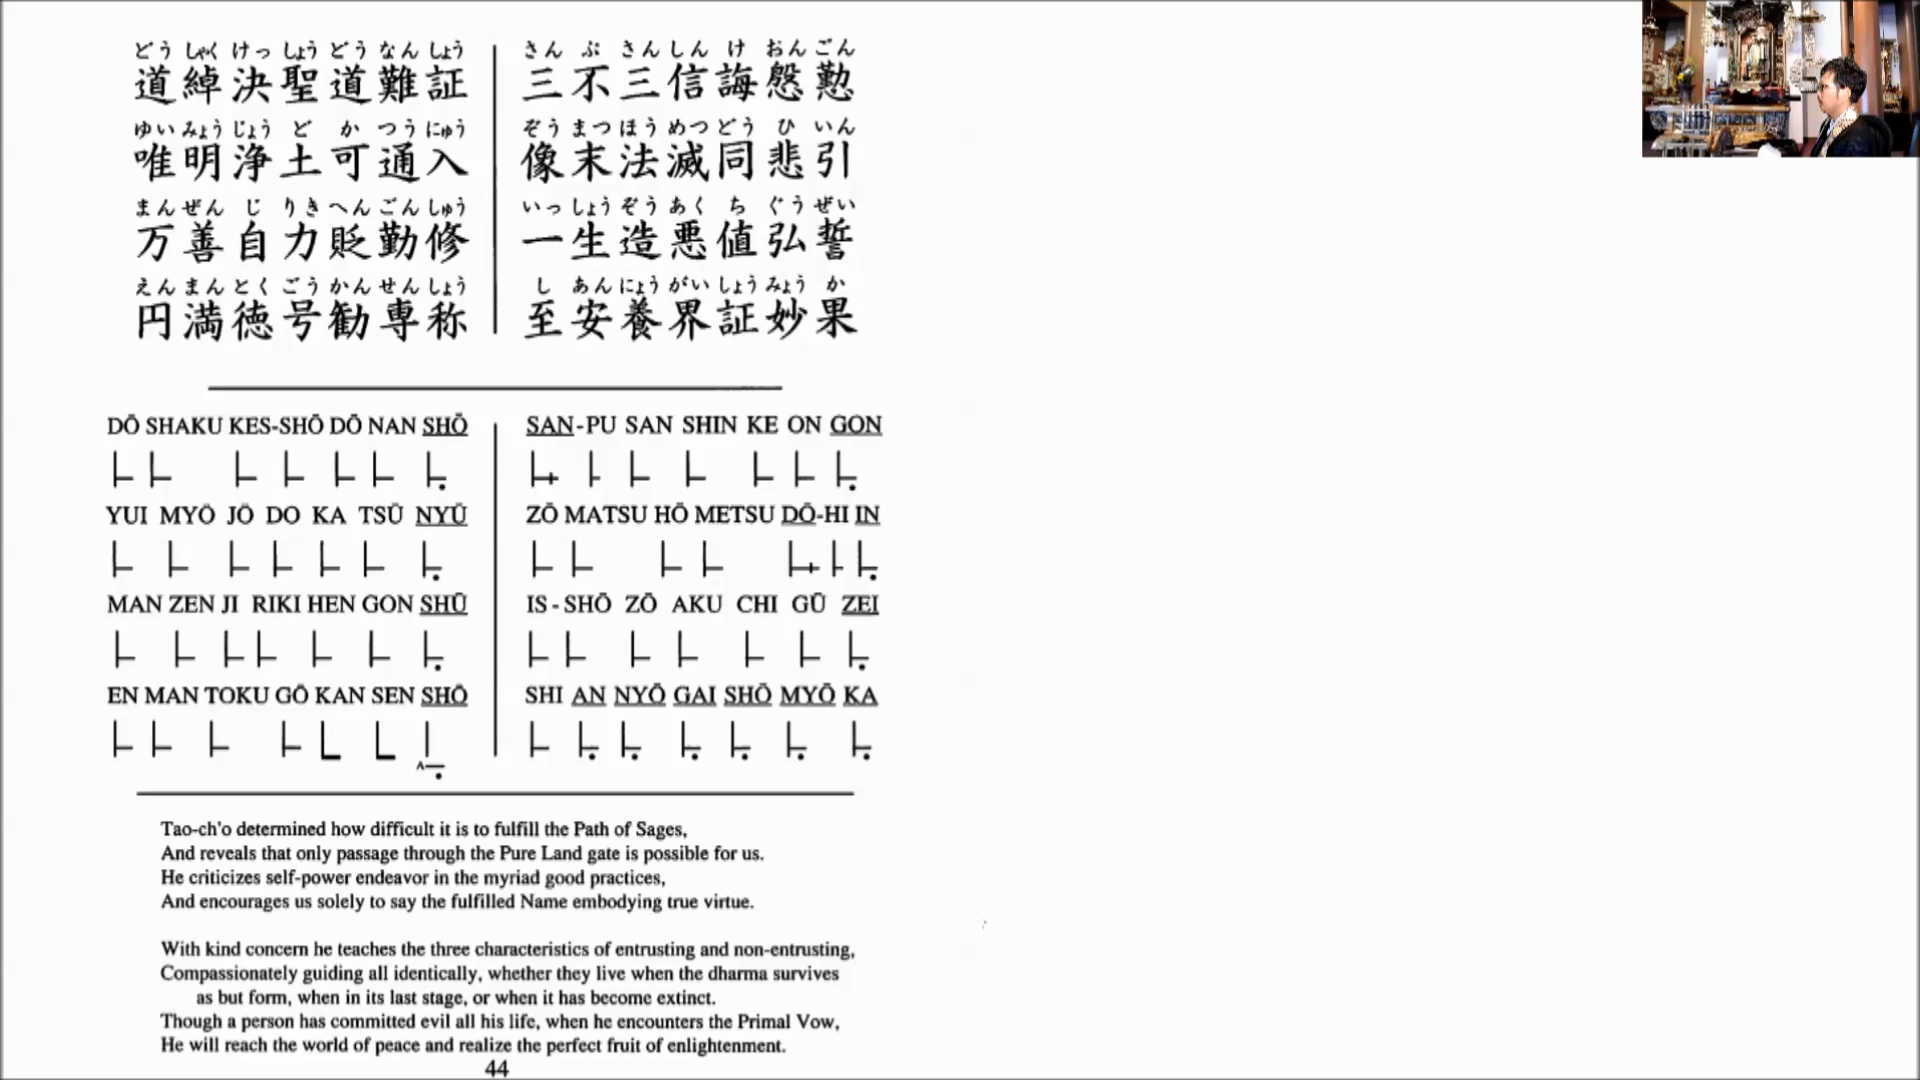 どう しゃく けっ しょう どう なん しょう
道綽決聖道難証
ゆい みょう じょう ど か つう にゅう
唯明浄土可通入
まん ぜん じ りき へん ごん しゅう
万善自力貶勤修
えん まん とく ごう かん せん しょう
円満徳号勧専称
さん ぷ さん しん け おん ごん
三不三信誨慇懃
ぞう まつ ほう めつ どう ひ いん
像末法滅同悲引
いっ しょう ぞう あく ち ぐう ぜい
一生造悪値弘誓
し あん にょう がい しょう みょう か
至安養界証妙果
DŌ SHAKU KES-SHŌ DŌ NAN SHŌ
YUI MYŌ JŌ DO KA TSŪ NYŪ
MAN ZEN JI RIKI HEN GON SHŪ
EN MAN TOKU GŌ KAN SEN SHŌ
SAN-PU SAN SHIN KE ON GON
ZŌ MATSU HŌ METSU DŌ-HI IN
IS - SHŌ ZŌ AKU CHI GŪ ZEI
SHI AN NYŌ GAI SHŌ MYŌ KA
Tao-ch'o determined how difficult it is to fulfill the Path of Sages,
And reveals that only passage through the Pure Land gate is possible for us.
He criticizes self-power endeavor in the myriad good practices,
And encourages us solely to say the fulfilled Name embodying true virtue.
With kind concern he teaches the three characteristics of entrusting and non-entrusting,
Compassionately guiding all identically, whether they live when the dharma survives
as but form, when in its last stage, or when it has become extinct.
Though a person has committed evil all his life, when he encounters the Primal Vow,
He will reach the world of peace and realize the perfect fruit of enlightenment.
44